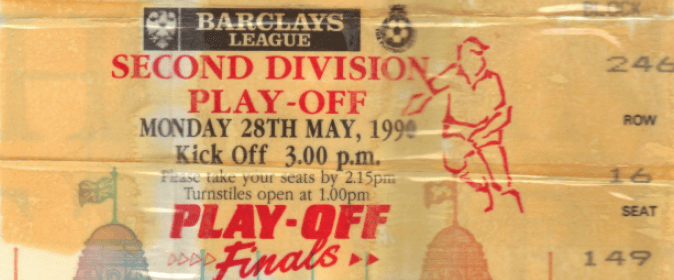 BARCLAYS
LEAGUE
BLOCK
SECOND DIVISION
246
PLAY-OFF
MONDAY 28TH MAY, 1990
ROW
Kick Off 3.00 p.m.
Please take your seats by 2.15pm
16
Turnstiles open at 1.00pm
SEAT
PLAY-OFF
Finals
149